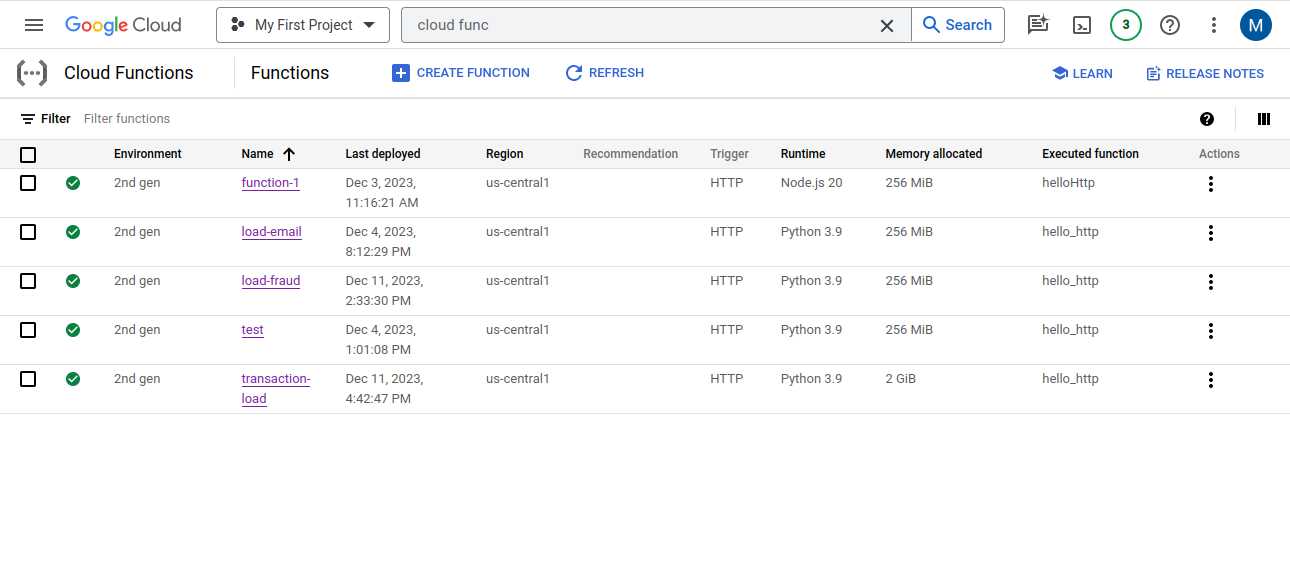 Google Cloud My First Project cloud func Search 3 M
Cloud Functions Functions CREATE FUNCTION REFRESH LEARN RELEASE NOTES
Filter Filter functions
Environment Name Last deployed Region Recommendation Trigger Runtime Memory allocated Executed function Actions
2nd gen function-1 Dec 3, 2023, us-central1 HTTP Node.js 20 256 MiB helloHttp
11:16:21 AM
2nd gen load-email Dec 4, 2023, us-central1 HTTP Python 3.9 256 MiB hello_http
8:12:29 PM
2nd gen load-fraud Dec 11, 2023, us-central1 HTTP Python 3.9 256 MiB hello_http
2:33:30 PM
2nd gen test Dec 4, 2023, us-central1 HTTP Python 3.9 256 MiB hello_http
1:01:08 PM
2nd gen transaction- Dec 11, 2023, us-central1 HTTP Python 3.9 2 GiB hello_http
load 4:42:47 PM